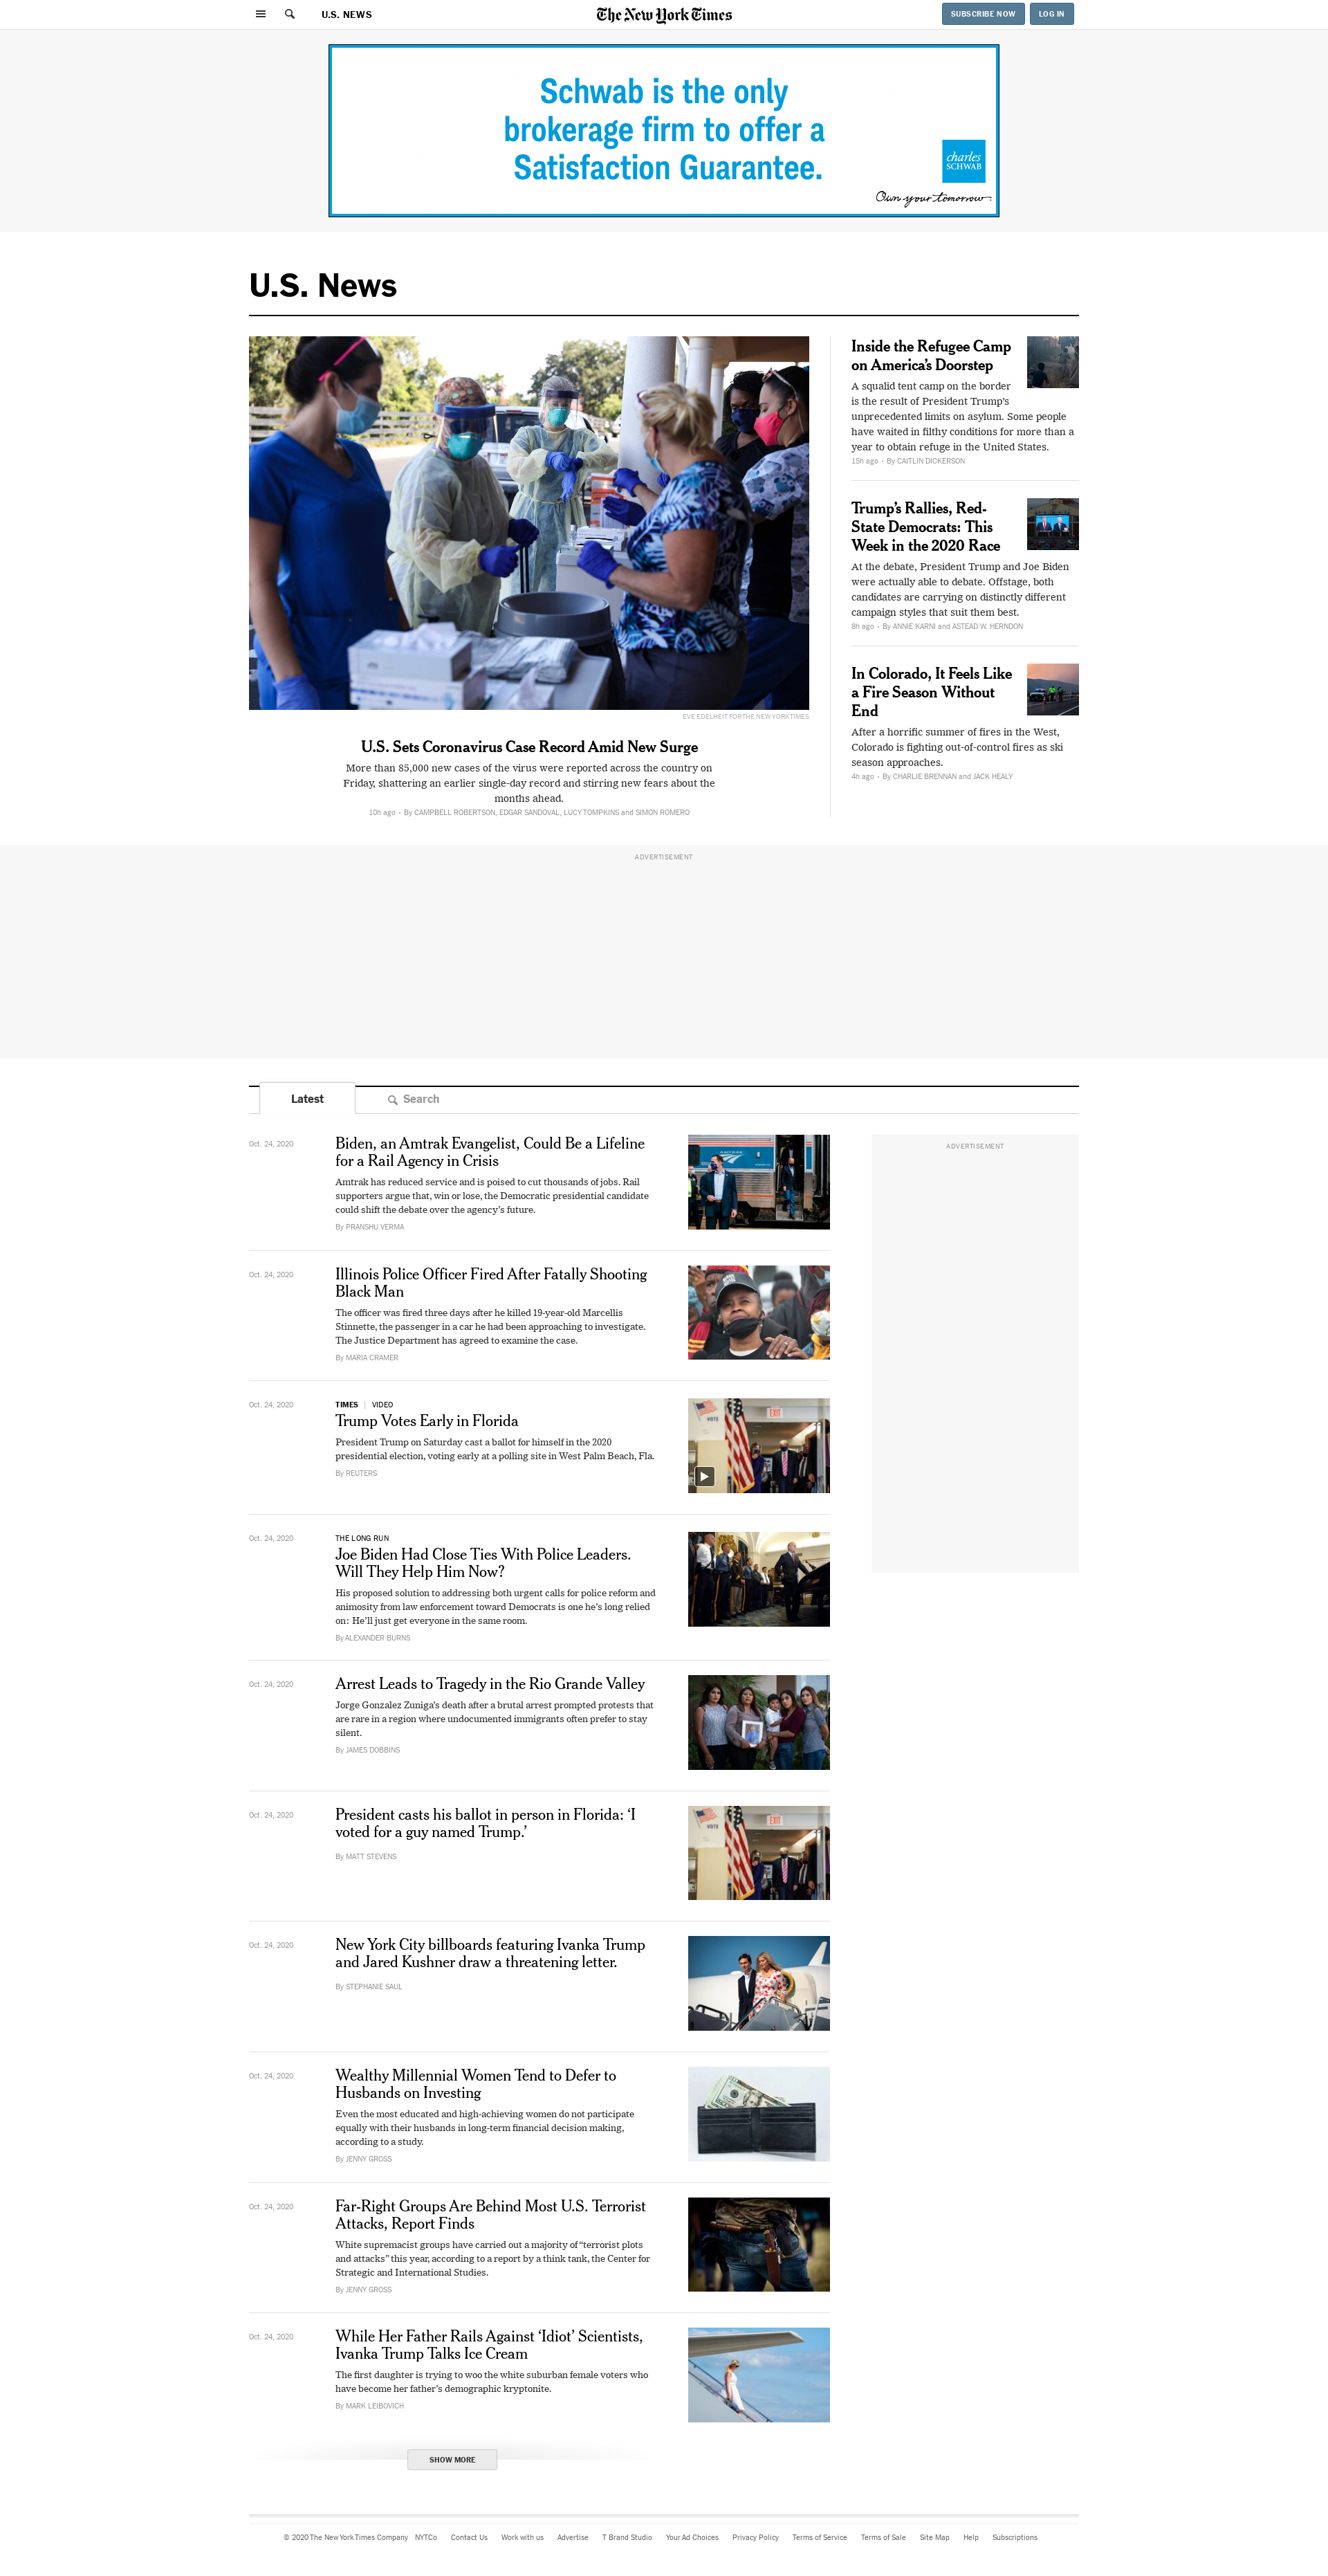 U.S. NEWS
The New York Times
SUBSCRIBE NOW
LOG IN
Schwab is the only
brokerage firm to offer a
Satisfaction Guarantee.
charles
SCHWAB
Own your tomorrow
U.S. News
EVE EDELHEIT FOR THE NEW YORK TIMES
U.S. Sets Coronavirus Case Record Amid New Surge
More than 85,000 new cases of the virus were reported across the country on
Friday, shattering an earlier single-day record and stirring new fears about the
months ahead.
10h ago • By CAMPBELL ROBERTSON, EDGAR SANDOVAL, LUCY TOMPKINS and SIMON ROMERO
Inside the Refugee Camp
on America’s Doorstep
A squalid tent camp on the border
is the result of President Trump’s
unprecedented limits on asylum. Some people
have waited in filthy conditions for more than a
year to obtain refuge in the United States.
15h ago • By CAITLIN DICKERSON
Trump’s Rallies, Red-
State Democrats: This
Week in the 2020 Race
At the debate, President Trump and Joe Biden
were actually able to debate. Offstage, both
candidates are carrying on distinctly different
campaign styles that suit them best.
8h ago • By ANNIE KARNI and ASTEAD W. HERNDON
In Colorado, It Feels Like
a Fire Season Without
End
After a horrific summer of fires in the West,
Colorado is fighting out-of-control fires as ski
season approaches.
4h ago • By CHARLIE BRENNAN and JACK HEALY
ADVERTISEMENT
Latest
Search
ADVERTISEMENT
Oct. 24, 2020
Biden, an Amtrak Evangelist, Could Be a Lifeline
for a Rail Agency in Crisis
Amtrak has reduced service and is poised to cut thousands of jobs. Rail
supporters argue that, win or lose, the Democratic presidential candidate
could shift the debate over the agency’s future.
By PRANSHU VERMA
AMTRAK
Oct. 24, 2020
Illinois Police Officer Fired After Fatally Shooting
Black Man
The officer was fired three days after he killed 19-year-old Marcellis
Stinnette, the passenger in a car he had been approaching to investigate.
The Justice Department has agreed to examine the case.
By MARIA CRAMER
Oct. 24, 2020
TIMES | VIDEO
Trump Votes Early in Florida
President Trump on Saturday cast a ballot for himself in the 2020
presidential election, voting early at a polling site in West Palm Beach, Fla.
By REUTERS
VOTE
EXIT
Oct. 24, 2020
THE LONG RUN
Joe Biden Had Close Ties With Police Leaders.
Will They Help Him Now?
His proposed solution to addressing both urgent calls for police reform and
animosity from law enforcement toward Democrats is one he’s long relied
on: He’ll just get everyone in the same room.
By ALEXANDER BURNS
Oct. 24, 2020
Arrest Leads to Tragedy in the Rio Grande Valley
Jorge Gonzalez Zuniga’s death after a brutal arrest prompted protests that
are rare in a region where undocumented immigrants often prefer to stay
silent.
By JAMES DOBBINS
Oct. 24, 2020
President casts his ballot in person in Florida: ‘I
voted for a guy named Trump.’
By MATT STEVENS
VOTE
EXIT
Oct. 24, 2020
New York City billboards featuring Ivanka Trump
and Jared Kushner draw a threatening letter.
By STEPHANIE SAUL
Oct. 24, 2020
Wealthy Millennial Women Tend to Defer to
Husbands on Investing
Even the most educated and high-achieving women do not participate
equally with their husbands in long-term financial decision making,
according to a study.
By JENNY GROSS
Oct. 24, 2020
Far-Right Groups Are Behind Most U.S. Terrorist
Attacks, Report Finds
White supremacist groups have carried out a majority of “terrorist plots
and attacks” this year, according to a report by a think tank, the Center for
Strategic and International Studies.
By JENNY GROSS
Oct. 24, 2020
While Her Father Rails Against ‘Idiot’ Scientists,
Ivanka Trump Talks Ice Cream
The first daughter is trying to woo the white suburban female voters who
have become her father’s demographic kryptonite.
By MARK LEIBOVICH
SHOW MORE
© 2020 The New York Times Company NYTCo Contact Us Work with us Advertise T Brand Studio Your Ad Choices Privacy Policy Terms of Service Terms of Sale Site Map Help Subscriptions